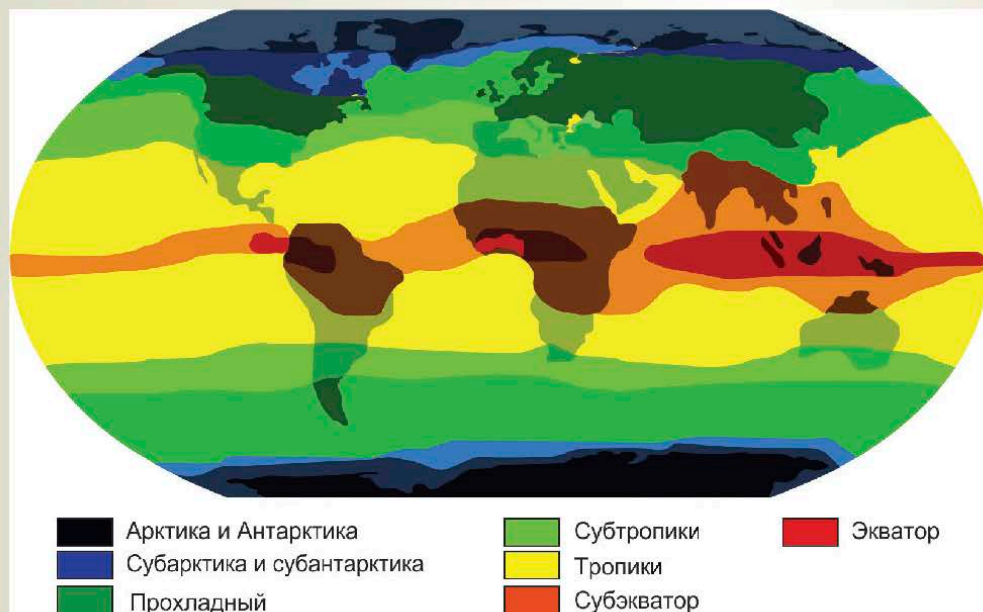 Арктика и Антарктика
Субарктика и субантарктика
Прохладный
Субтропики
Тропики
Субэкватор
Экватор